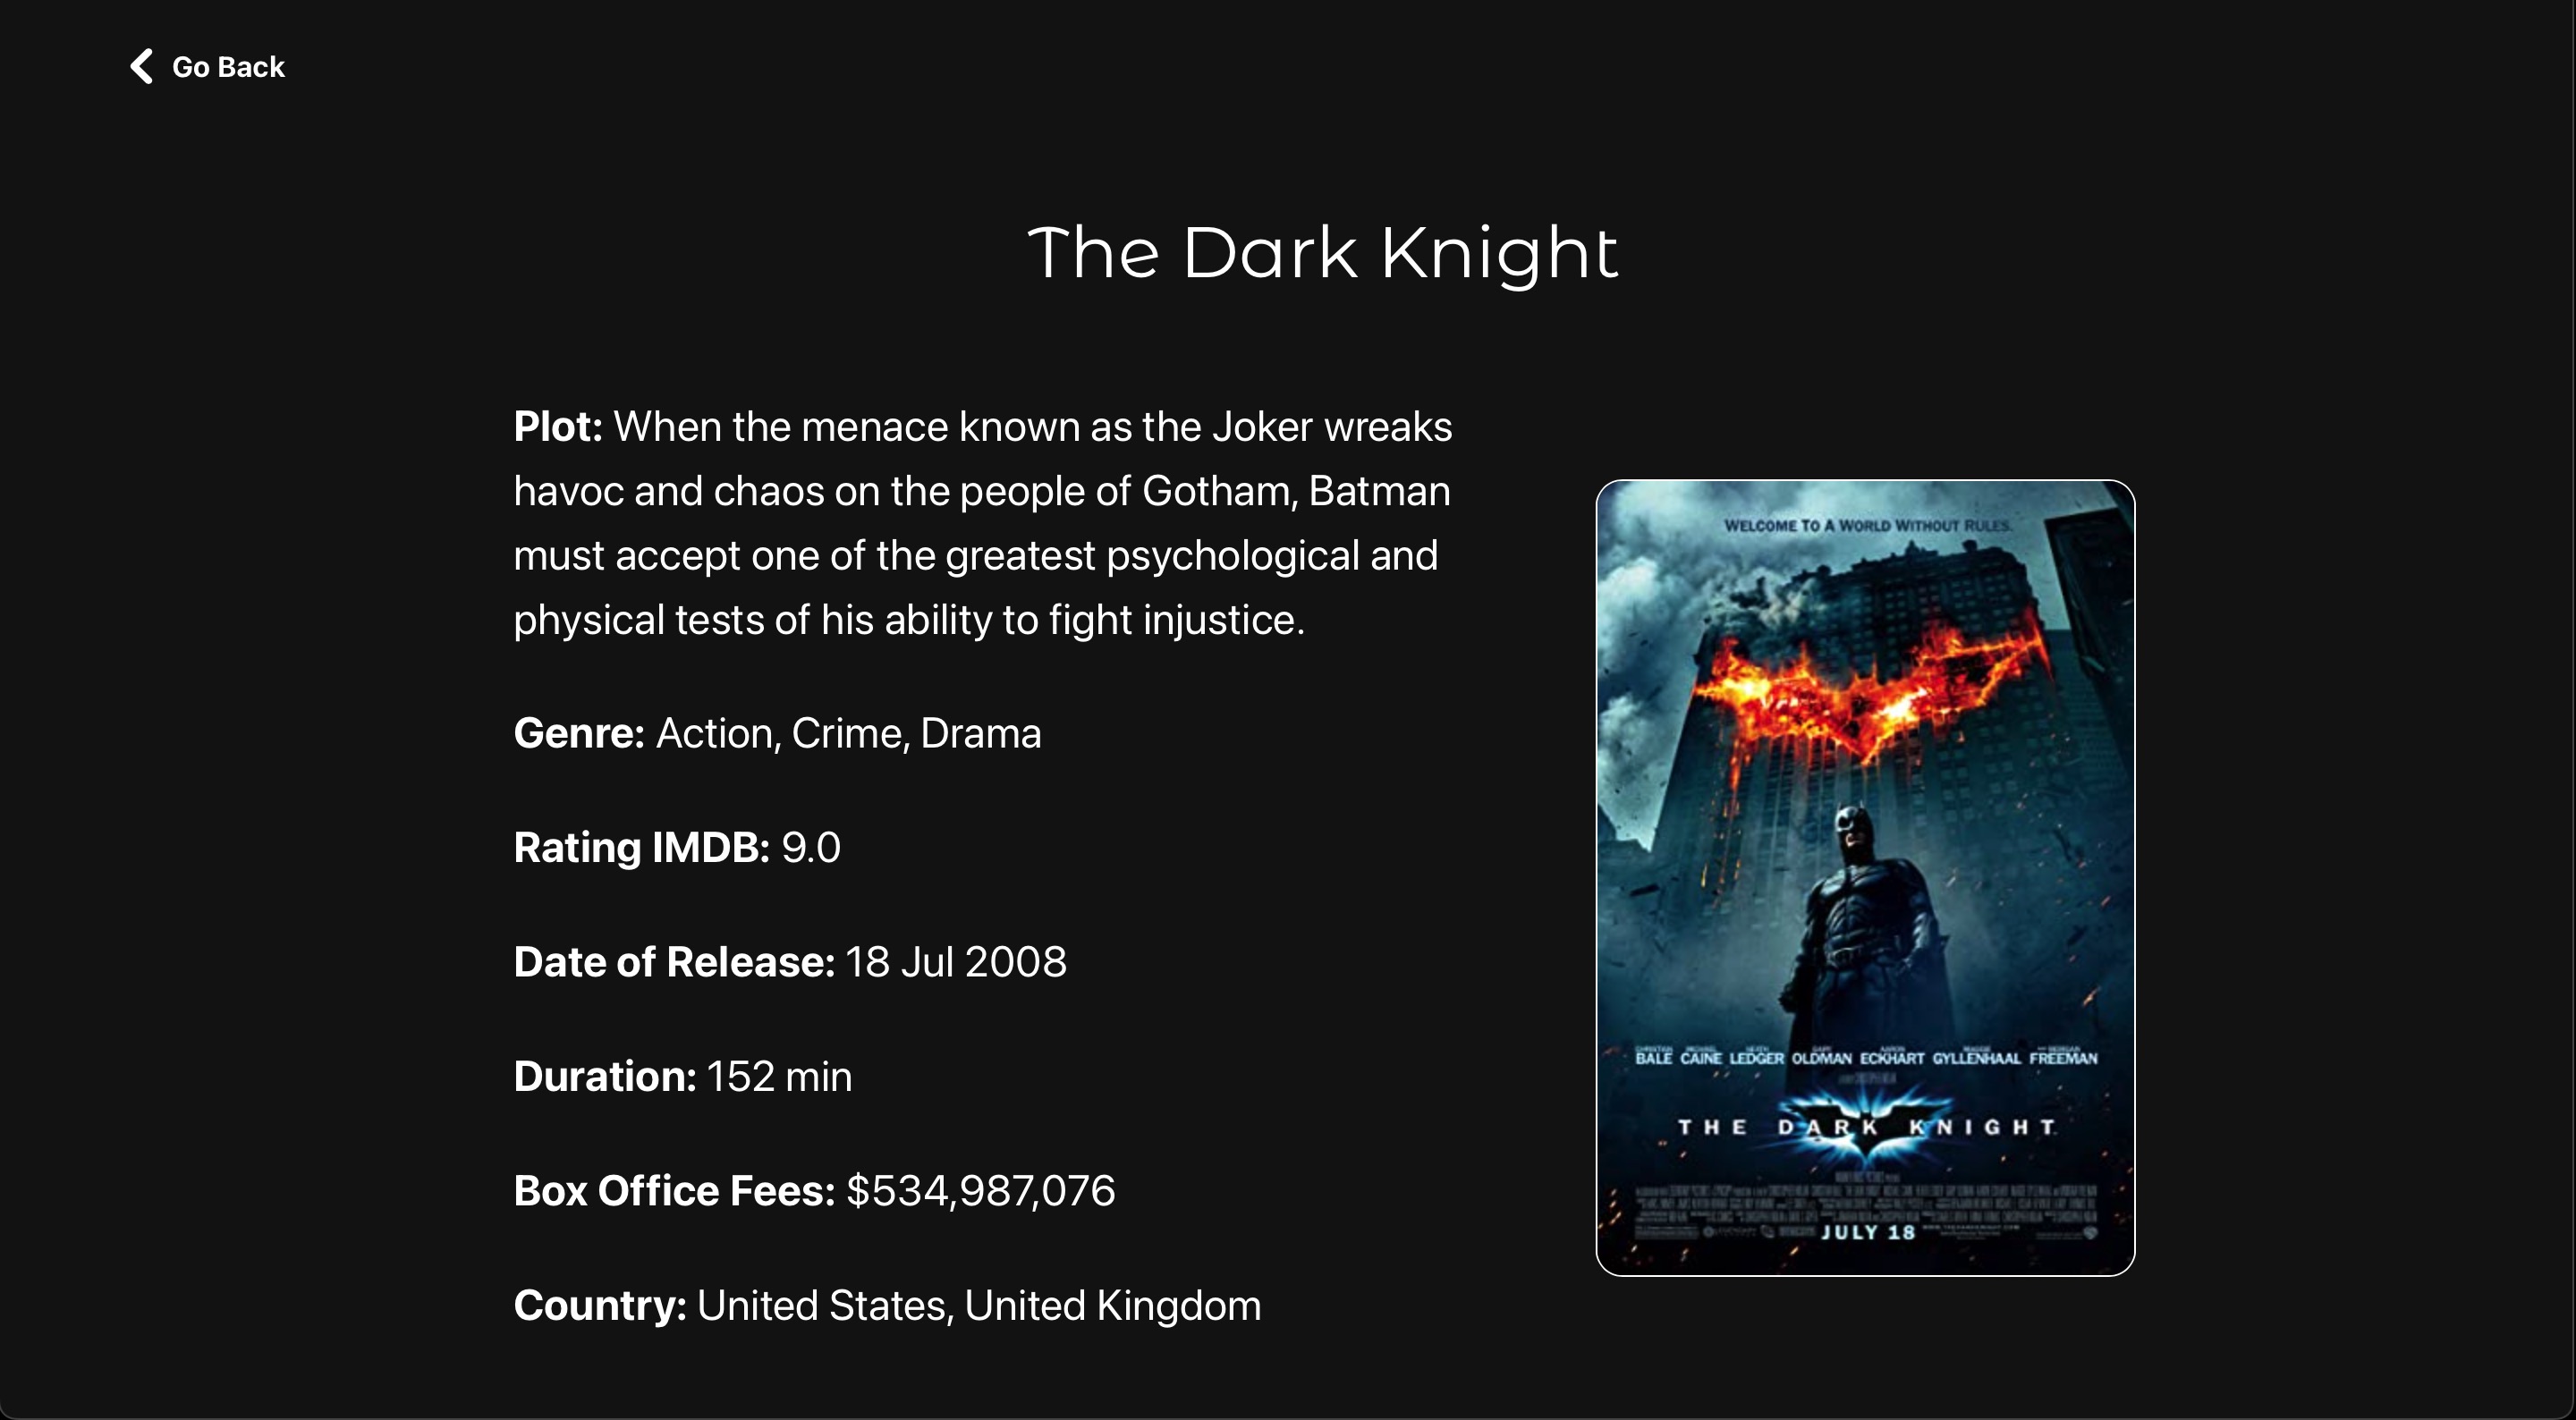 Go Back
The Dark Knight
Plot: When the menace known as the Joker wreaks
havoc and chaos on the people of Gotham, Batman
must accept one of the greatest psychological and
physical tests of his ability to fight injustice.
Genre: Action, Crime, Drama
Rating IMDB: 9.0
Date of Release: 18 Jul 2008
Duration: 152 min
Box Office Fees: $534,987,076
Country: United States, United Kingdom
WELCOME TO A WORLD WITHOUT RULES.
BALE CAINE LEDGER OLDMAN ECKHART GYLLENHAAL FREEMAN
THE DARK KNIGHT
JULY 18